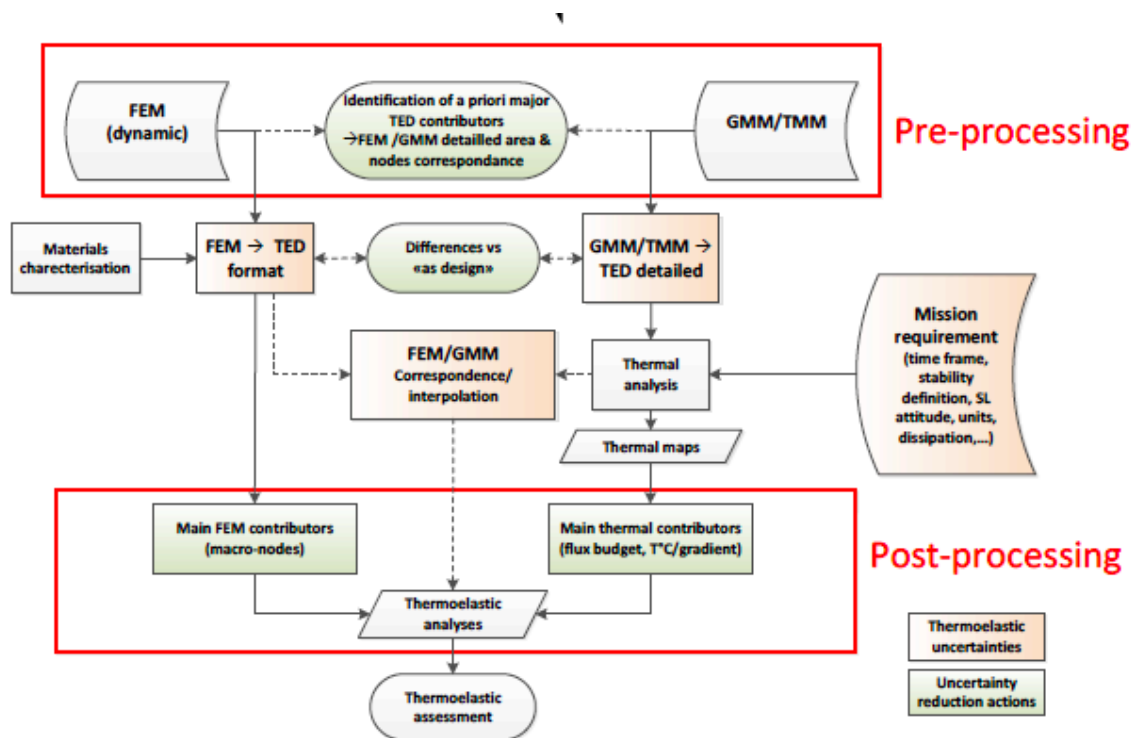 FEM
(dynamic)
Identification of a priori major
TED contributors
→FEM /GMM detailled area &
nodes correspondance
GMM/TMM
Pre-processing
Materials
charecterisation
FEM → TED
format
Differences vs
«as design»
GMM/TMM →
TED detailed
Mission
requirement
(time frame,
stability
definition, SL
attitude, units,
dissipation,...)
FEM/GMM
Correspondence/
interpolation
Thermal
analysis
Thermal maps
Main FEM contributors
(macro-nodes)
Main thermal contributors
(flux budget, T°C/gradient)
Post-processing
Thermoelastic
analyses
Thermoelastic
uncertainties
Uncertainty
reduction actions
Thermoelastic
assessment